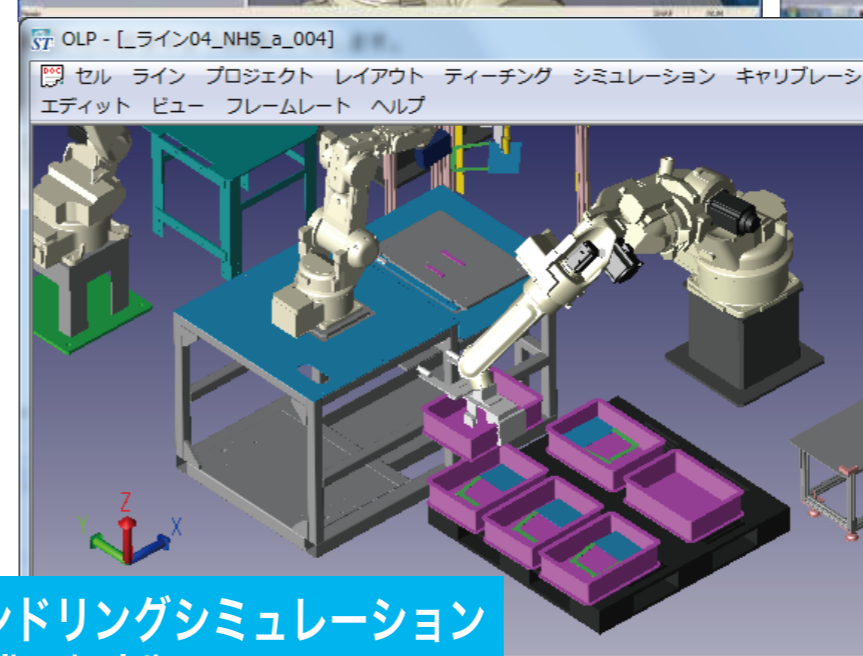 OLP - [_ライン04_NH5_a_004]
セル ライン プロジェクト レイアウト ティーチング シミュレーション キャリブレーシ
エディット ビュー フレームレート ヘルプ
Z
Y
X
ンドリングシミュレーション